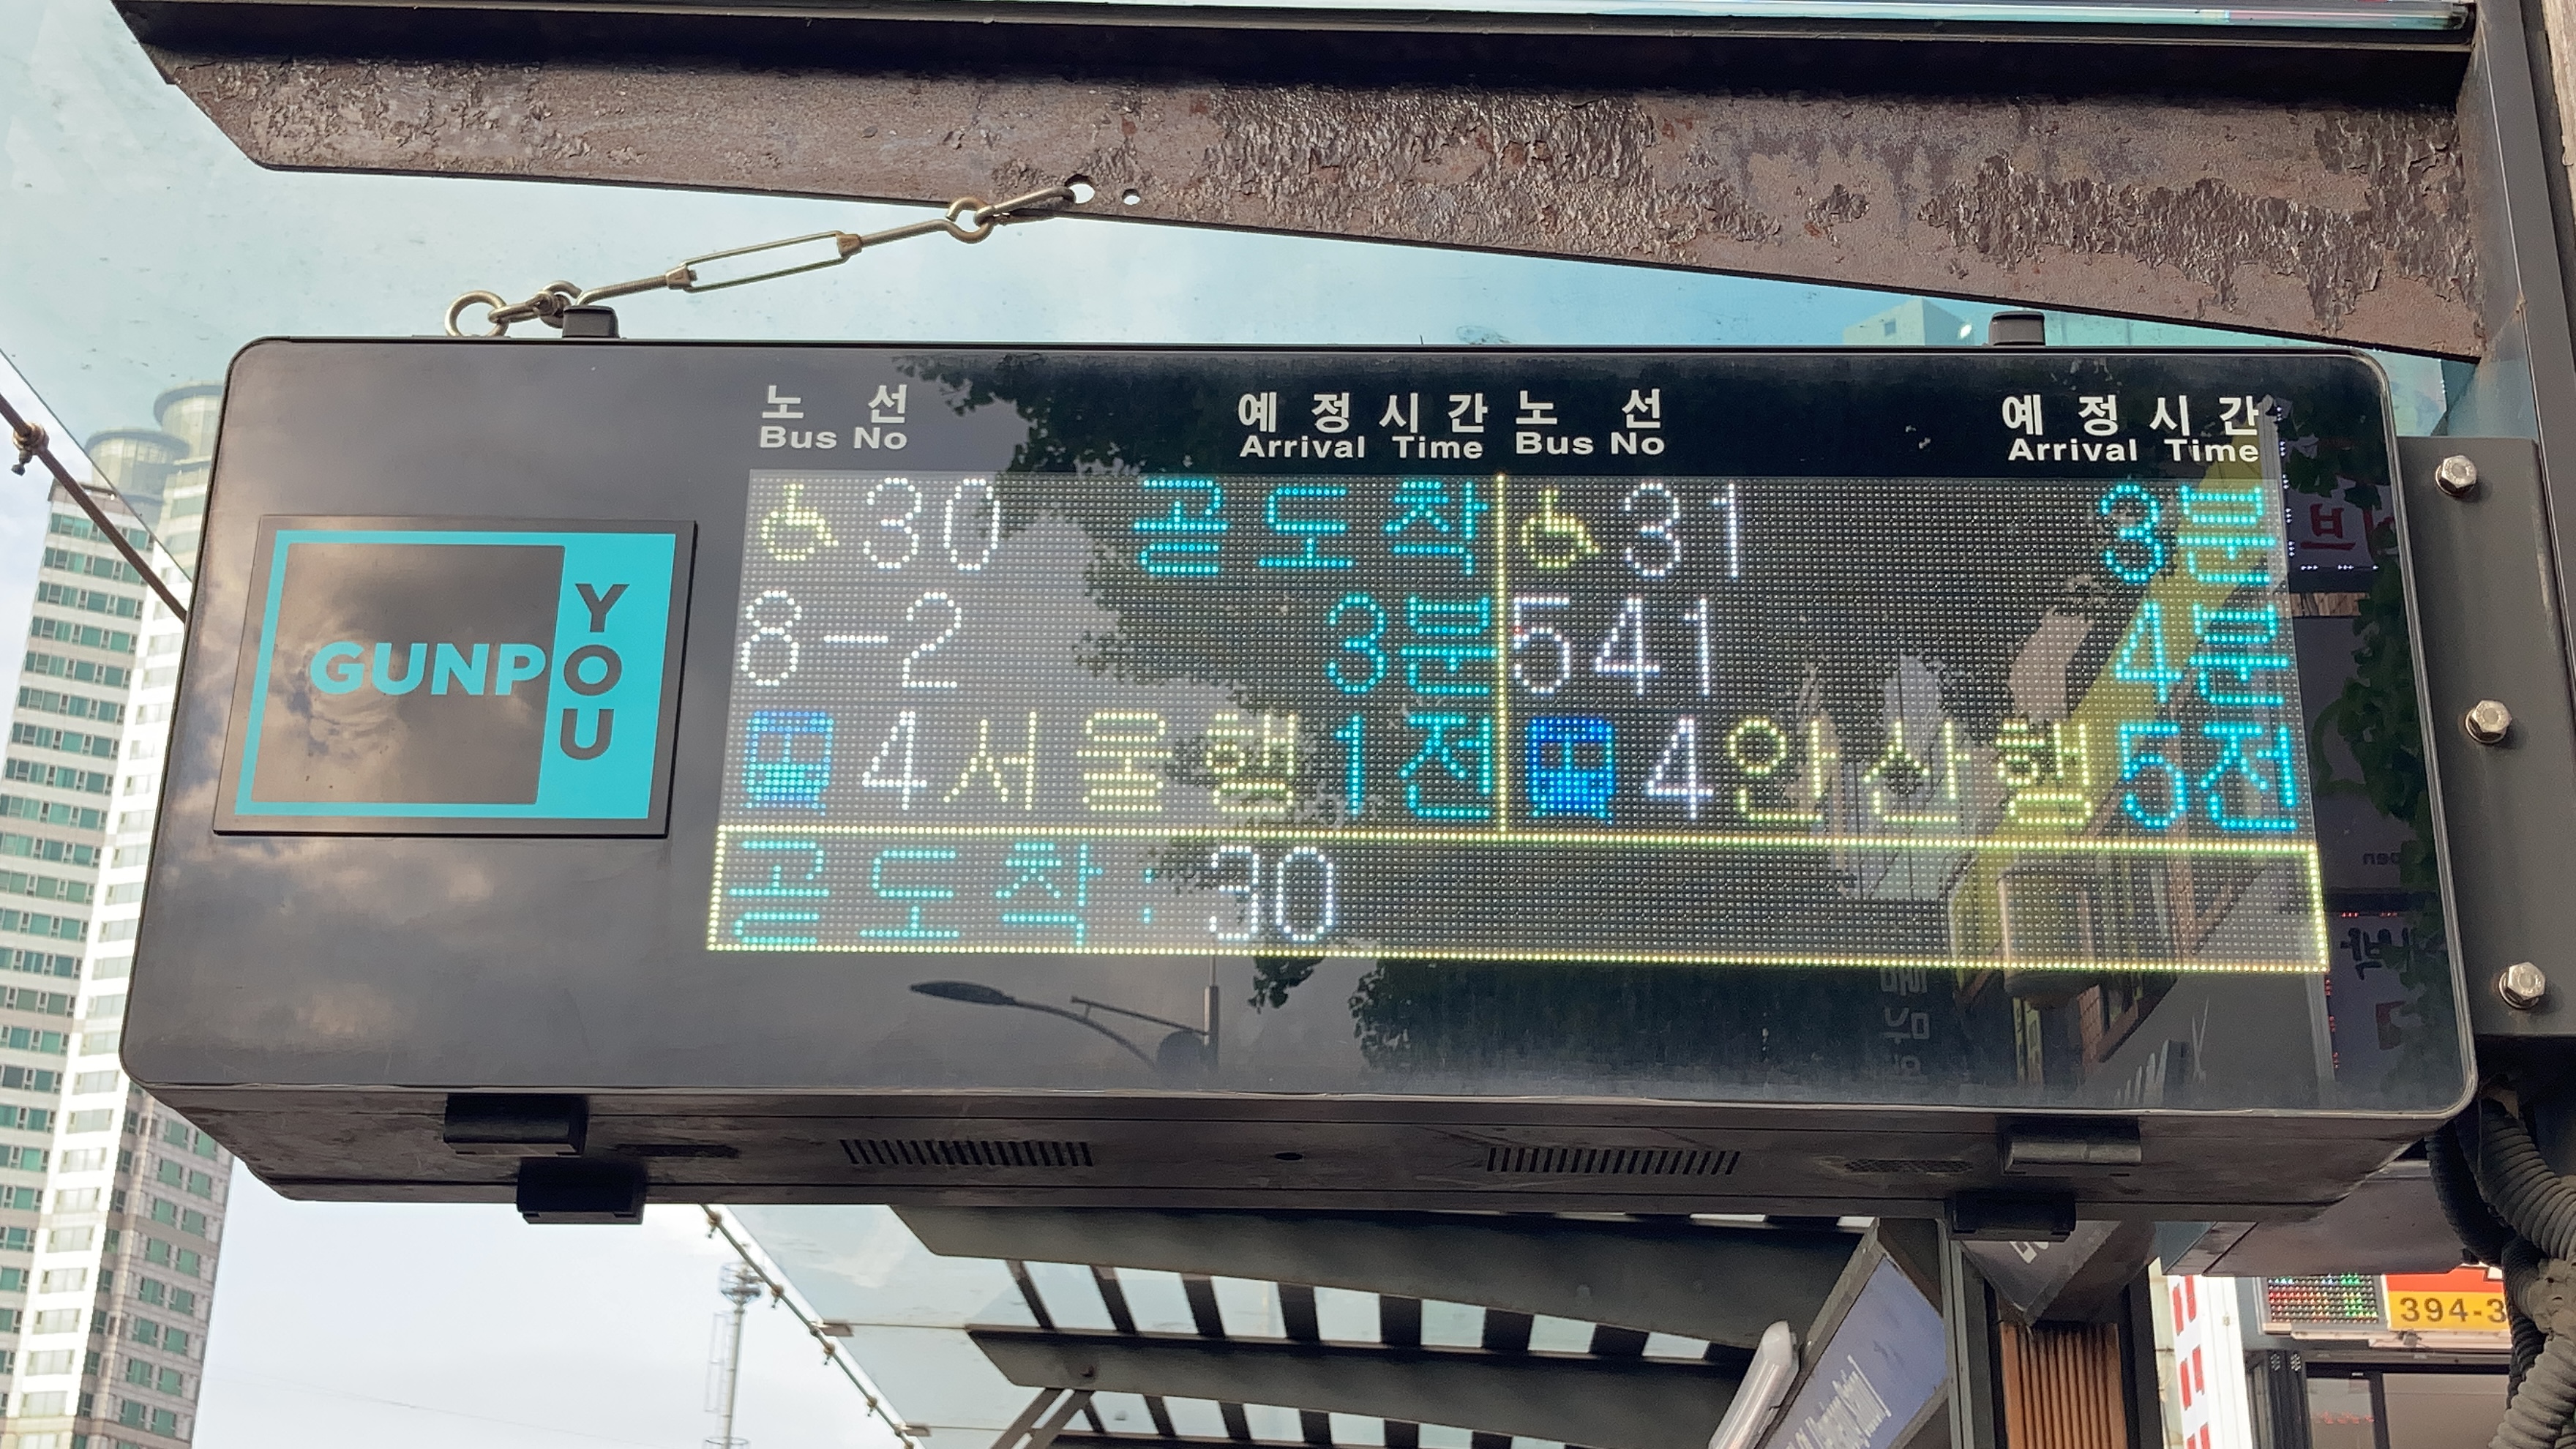 노 선 예정시간 노 선 예정시간
Bus No Arrival Time Bus No Arrival Time
GUNPO
YOU
30 곧도착 31 3분
8-2 3분 541 4분
4 서울행 1전 4 안산행 5전
곧도착 : 30
394-3